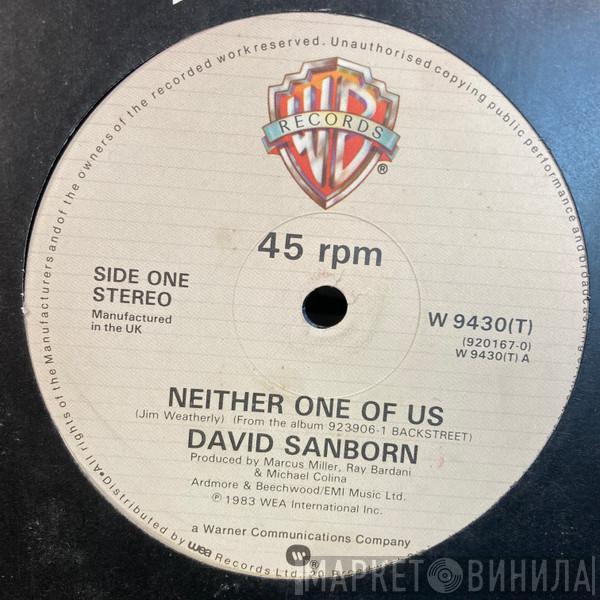 •All rights of the Manufacturers and of the owners of the recorded work reserved. Unauthorised copying public performance and broadcasting
WB
RECORDS
®
45 rpm
SIDE ONE
STEREO
Manufactured
in the UK
W 9430(T)
(920167-0)
W 9430(T) A
NEITHER ONE OF US
(Jim Weatherly) (From the album 923906-1 BACKSTREET)
DAVID SANBORN
Produced by Marcus Miller, Ray Bardani
& Michael Colina
Ardmore & Beechwood/EMI Music Ltd.
℗ 1983 WEA International Inc.
a Warner Communications Company
Distributed by wea Records Ltd. 20
МАРКЕТ ВИНИЛА